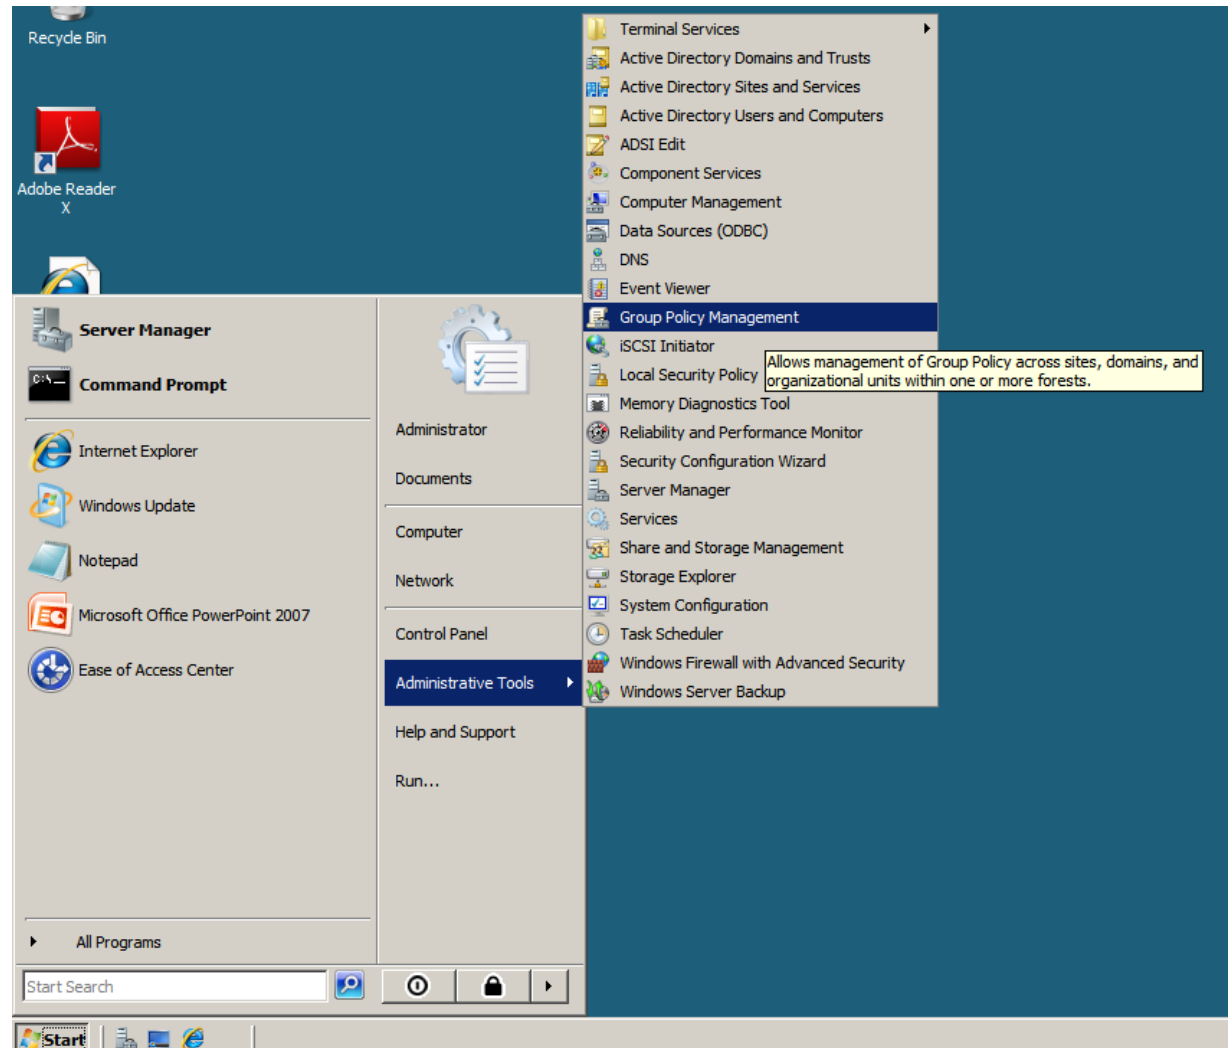 Recycle Bin
Adobe Reader
X
Terminal Services
Active Directory Domains and Trusts
Active Directory Sites and Services
Active Directory Users and Computers
ADSI Edit
Component Services
Computer Management
Data Sources (ODBC)
DNS
Event Viewer
Group Policy Management
iSCSI Initiator
Allows management of Group Policy across sites, domains, and
organizational units within one or more forests.
Local Security Policy
Memory Diagnostics Tool
Reliability and Performance Monitor
Security Configuration Wizard
Server Manager
Services
Share and Storage Management
Storage Explorer
System Configuration
Task Scheduler
Windows Firewall with Advanced Security
Windows Server Backup
Server Manager
C:\
Command Prompt
Internet Explorer
Windows Update
Notepad
Microsoft Office PowerPoint 2007
Ease of Access Center
Administrator
Documents
Computer
Network
Control Panel
Administrative Tools
Help and Support
Run...
All Programs
Start Search
Start